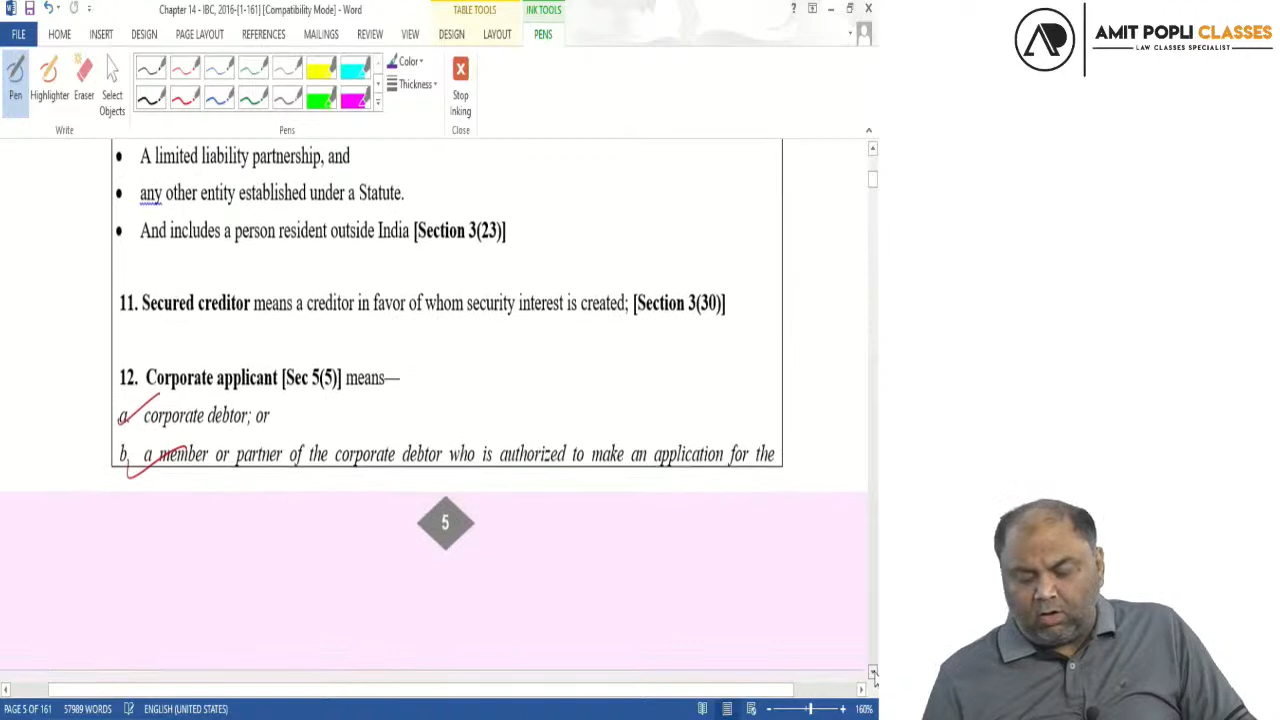 Chapter 14 - IBC, 2016-[1-161] [Compatibility Mode] - Word
TABLE TOOLS
INK TOOLS
FILE
HOME
INSERT
DESIGN
PAGE LAYOUT
REFERENCES
MAILINGS
REVIEW
VIEW
DESIGN
LAYOUT
PENS
Pen
Highlighter
Eraser
Select Objects
Color
Thickness
Stop Inking
Write
Pens
Close
AMIT POPLI CLASSES
LAW CLASSES SPECIALIST
• A limited liability partnership, and
• any other entity established under a Statute.
• And includes a person resident outside India [Section 3(23)]
11. Secured creditor means a creditor in favor of whom security interest is created; [Section 3(30)]
12. Corporate applicant [Sec 5(5)] means—
a. corporate debtor; or
b. a member or partner of the corporate debtor who is authorized to make an application for the
5
PAGE 5 OF 161
57989 WORDS
ENGLISH (UNITED STATES)
160%